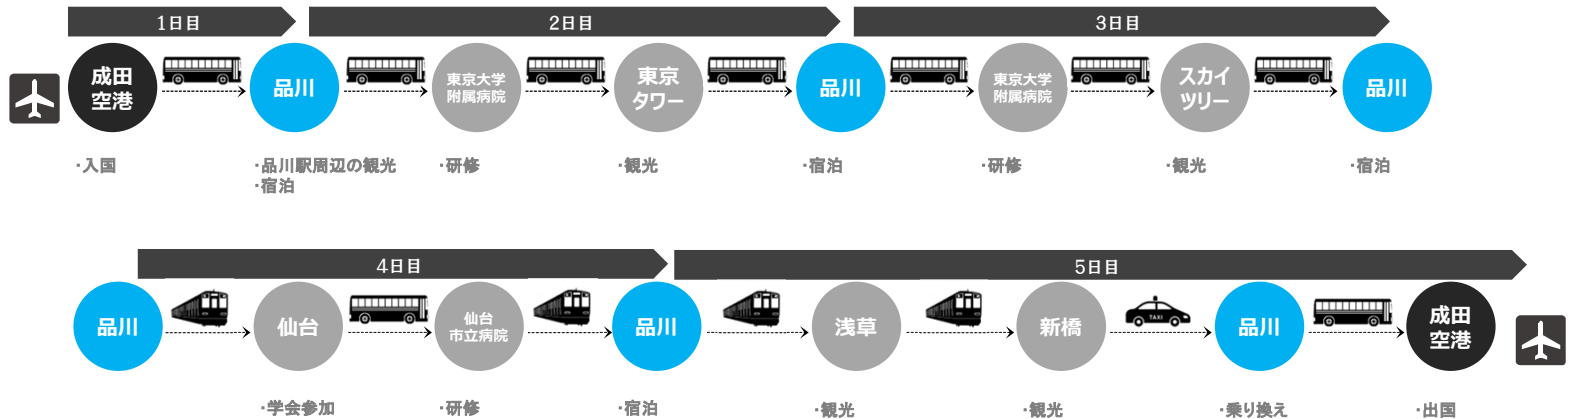 1日目
2日目
3日目
成田
空港
品川
東京大学
附属病院
東京
タワー
品川
東京大学
附属病院
スカイ
ツリー
品川
・入国
・品川駅周辺の観光
・宿泊
・研修
・観光
・宿泊
・研修
・観光
・宿泊
4日目
5日目
品川
仙台
仙台
市立病院
品川
浅草
新橋
TAXI
品川
成田
空港
・学会参加
・研修
・宿泊
・観光
・観光
・乗り換え
・出国